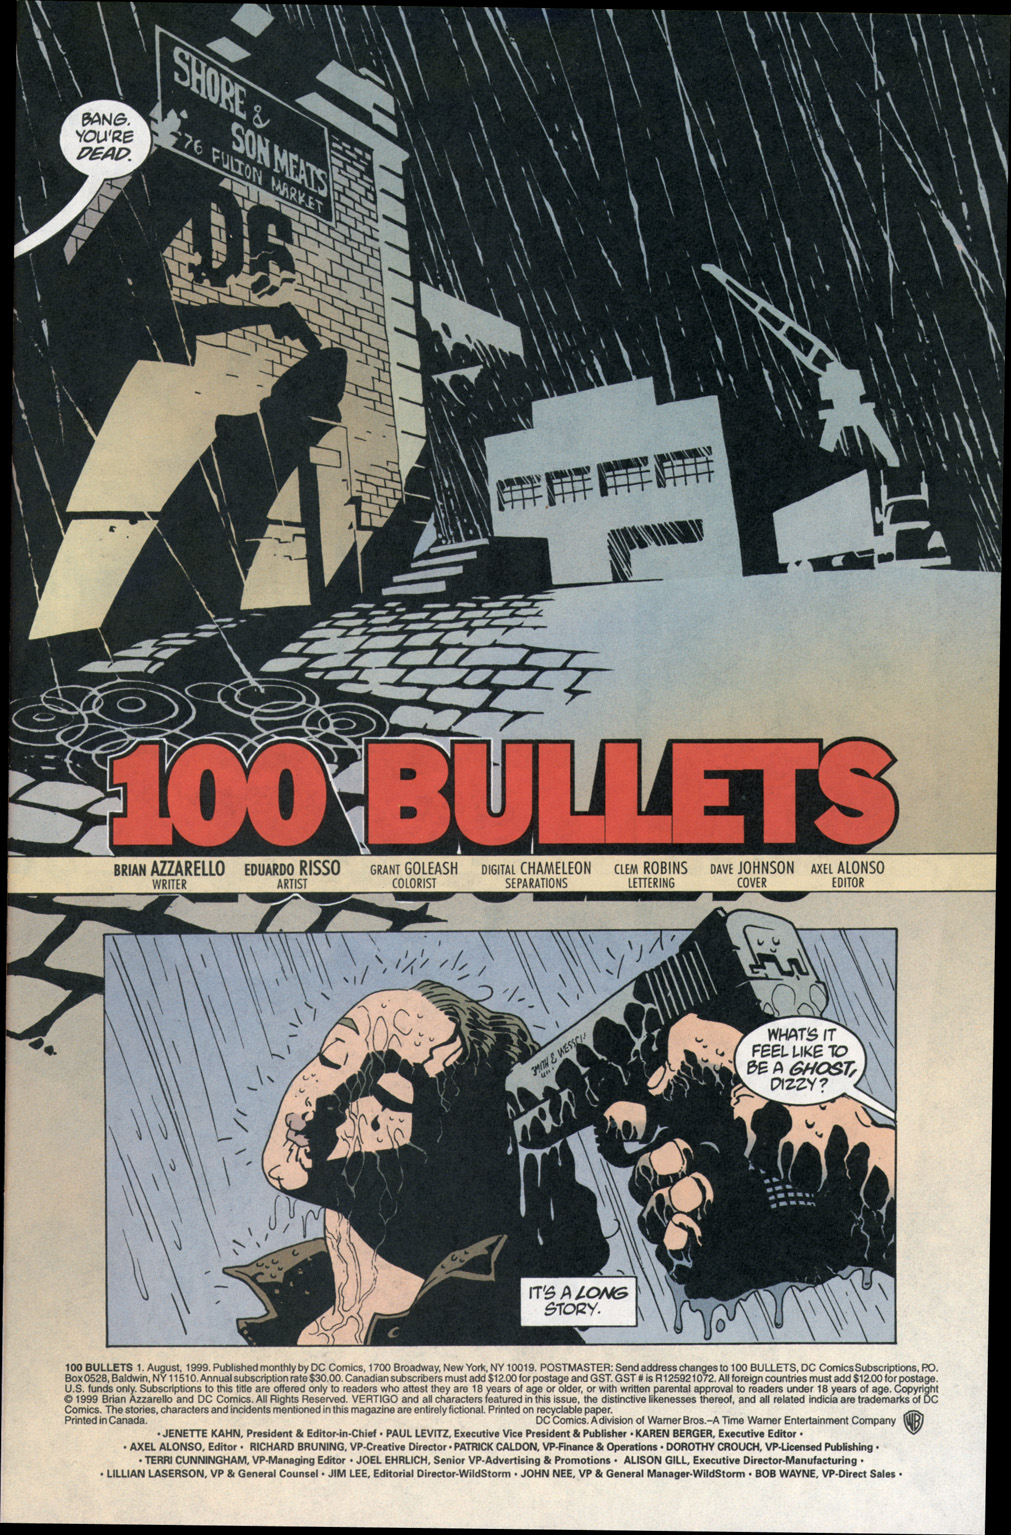 SHORE &
SON MEATS
76 FULTON MARKET
BANG.
YOU'RE
DEAD.
100 BULLETS
BRIAN AZZARELLO
WRITER
EDUARDO RISSO
ARTIST
GRANT GOLEASH
COLORIST
DIGITAL CHAMELEON
SEPARATIONS
CLEM ROBINS
LETTERING
DAVE JOHNSON
COVER
AXEL ALONSO
EDITOR
WHAT'S IT
FEEL LIKE TO
BE A GHOST,
DIZZY?
IT'S A LONG
STORY.
100 BULLETS 1. August, 1999. Published monthly by DC Comics, 1700 Broadway, New York, NY 10019. POSTMASTER: Send address changes to 100 BULLETS, DC Comics Subscriptions, P.O.
Box 0528, Baldwin, NY 11510. Annual subscription rate $30.00. Canadian subscribers must add $12.00 for postage and GST. GST # is R125921072. All foreign countries must add $12.00 for postage.
U.S. funds only. Subscriptions to this title are offered only to readers who attest they are 18 years of age or older, or with written parental approval to readers under 18 years of age. Copyright
© 1999 Brian Azzarello and DC Comics. All Rights Reserved. VERTIGO and all characters featured in this issue, the distinctive likenesses thereof, and all related indicia are trademarks of DC
Comics. The stories, characters and incidents mentioned in this magazine are entirely fictional. Printed on recyclable paper.
Printed in Canada.
DC Comics. A division of Warner Bros.–A Time Warner Entertainment Company
• JENETTE KAHN, President & Editor-in-Chief • PAUL LEVITZ, Executive Vice President & Publisher • KAREN BERGER, Executive Editor •
• AXEL ALONSO, Editor • RICHARD BRUNING, VP-Creative Director • PATRICK CALDON, VP-Finance & Operations • DOROTHY CROUCH, VP-Licensed Publishing •
• TERRI CUNNINGHAM, VP-Managing Editor • JOEL EHRLICH, Senior VP-Advertising & Promotions • ALISON GILL, Executive Director-Manufacturing •
• LILLIAN LASERSON, VP & General Counsel • JIM LEE, Editorial Director-WildStorm • JOHN NEE, VP & General Manager-WildStorm • BOB WAYNE, VP-Direct Sales •